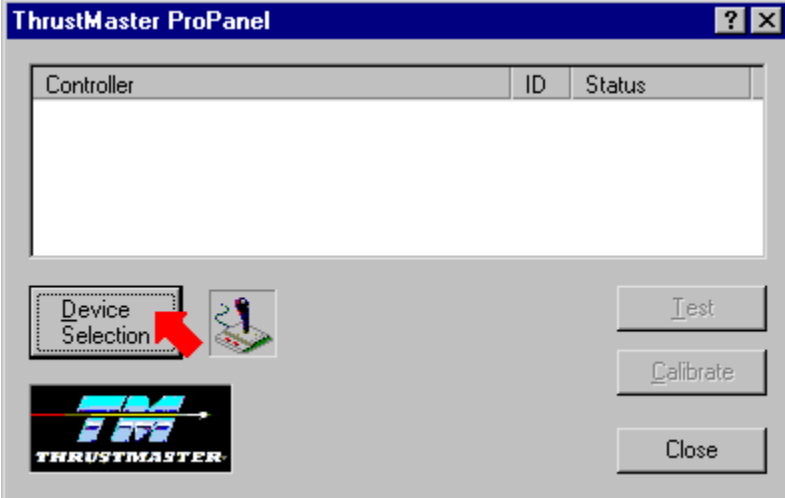 ThrustMaster ProPanel
Controller ID Status
Device
Selection
Test
Calibrate
THRUSTMASTER
Close